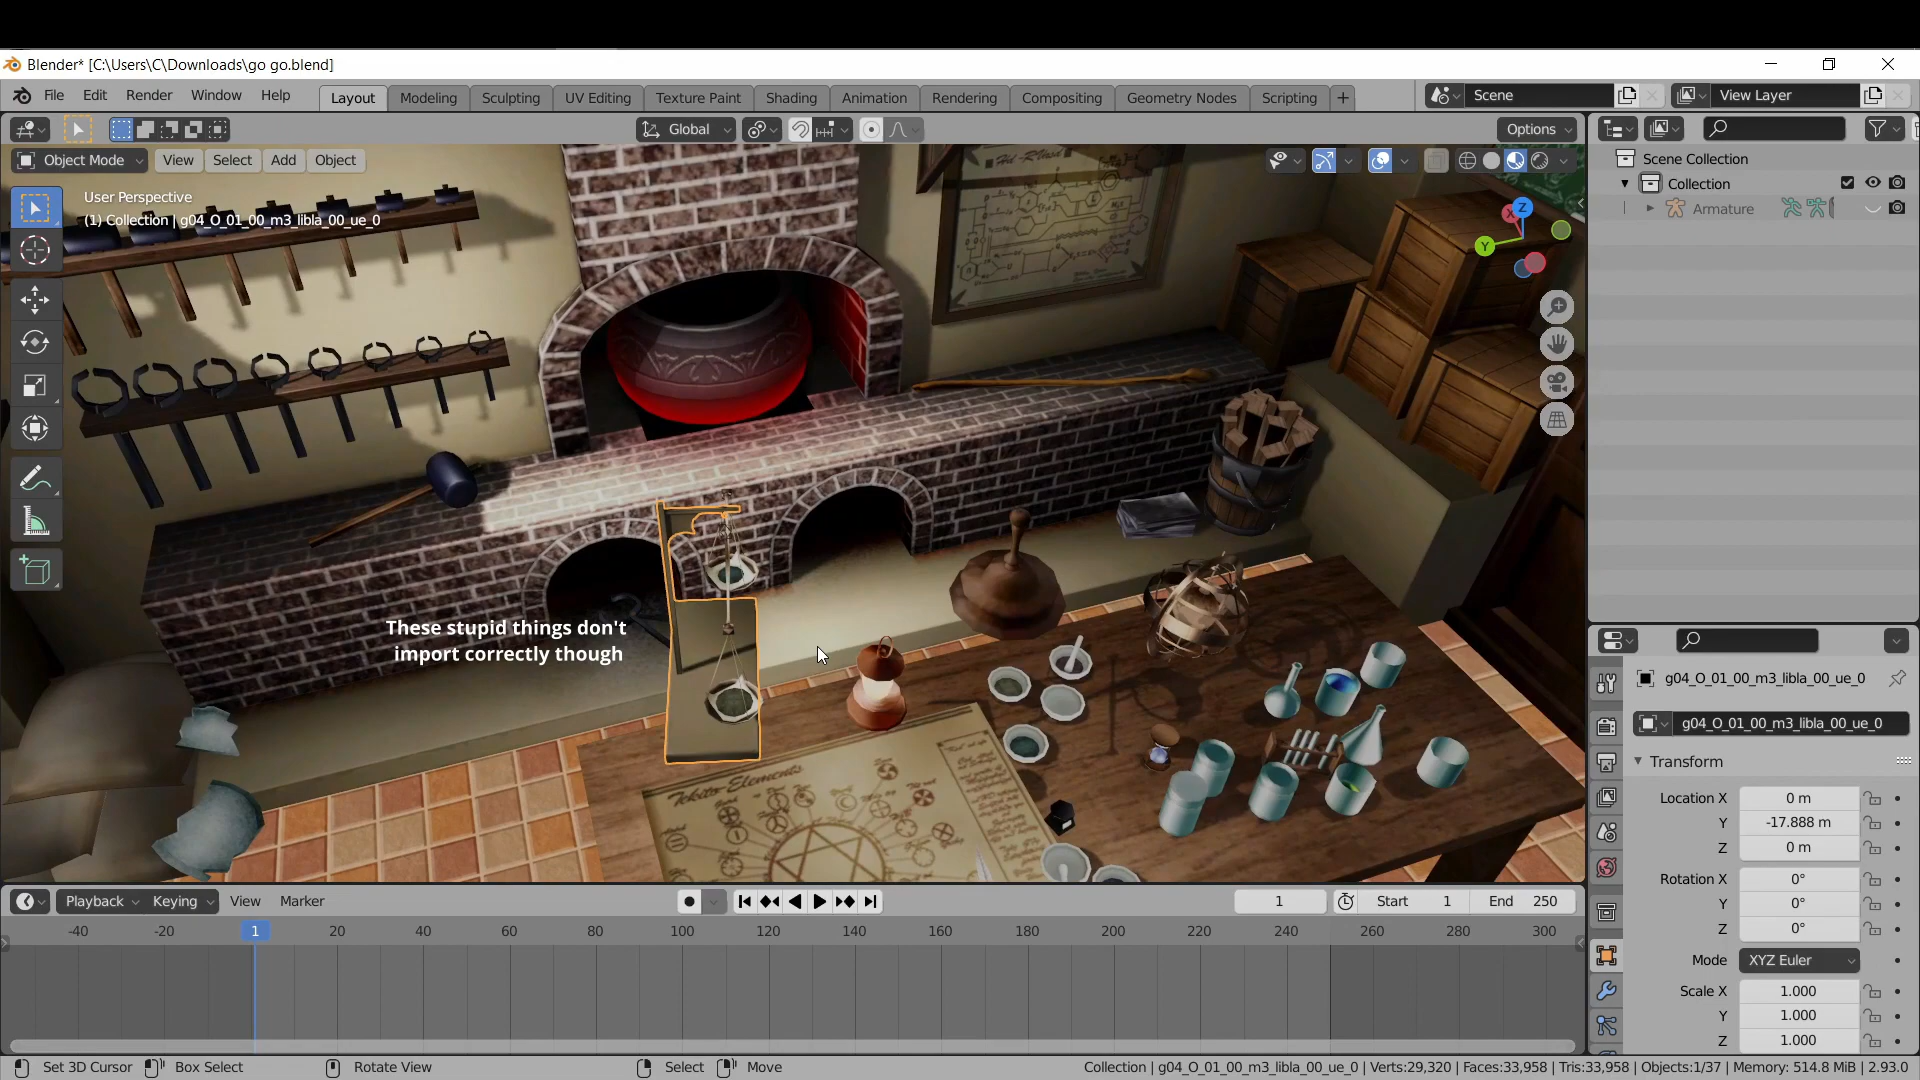 Blender* [C:\Users\C\Downloads\go go.blend]
File Edit Render Window Help
Layout Modeling Sculpting UV Editing Texture Paint Shading Animation Rendering Compositing Geometry Nodes Scripting
Scene
View Layer
Global
Options
Object Mode View Select Add Object
User Perspective
(1) Collection | g04_O_01_00_m3_libla_00_ue_0
X
Z
Y
Scene Collection
Collection
Armature
These stupid things don't
import correctly though
Tekito Elements
g04_O_01_00_m3_libla_00_ue_0
g04_O_01_00_m3_libla_00_ue_0
Transform
Location X 0 m
Y -17.888 m
Z 0 m
Rotation X 0°
Y 0°
Z 0°
Mode XYZ Euler
Scale X 1.000
Y 1.000
Z 1.000
Playback Keying View Marker
1
Start 1
End 250
-40 -20 1 20 40 60 80 100 120 140 160 180 200 220 240 260 280 300
Set 3D Cursor Box Select Rotate View Select Move
Collection | g04_O_01_00_m3_libla_00_ue_0 | Verts:29,320 | Faces:33,958 | Tris:33,958 | Objects:1/37 | Memory: 514.8 MiB | 2.93.0